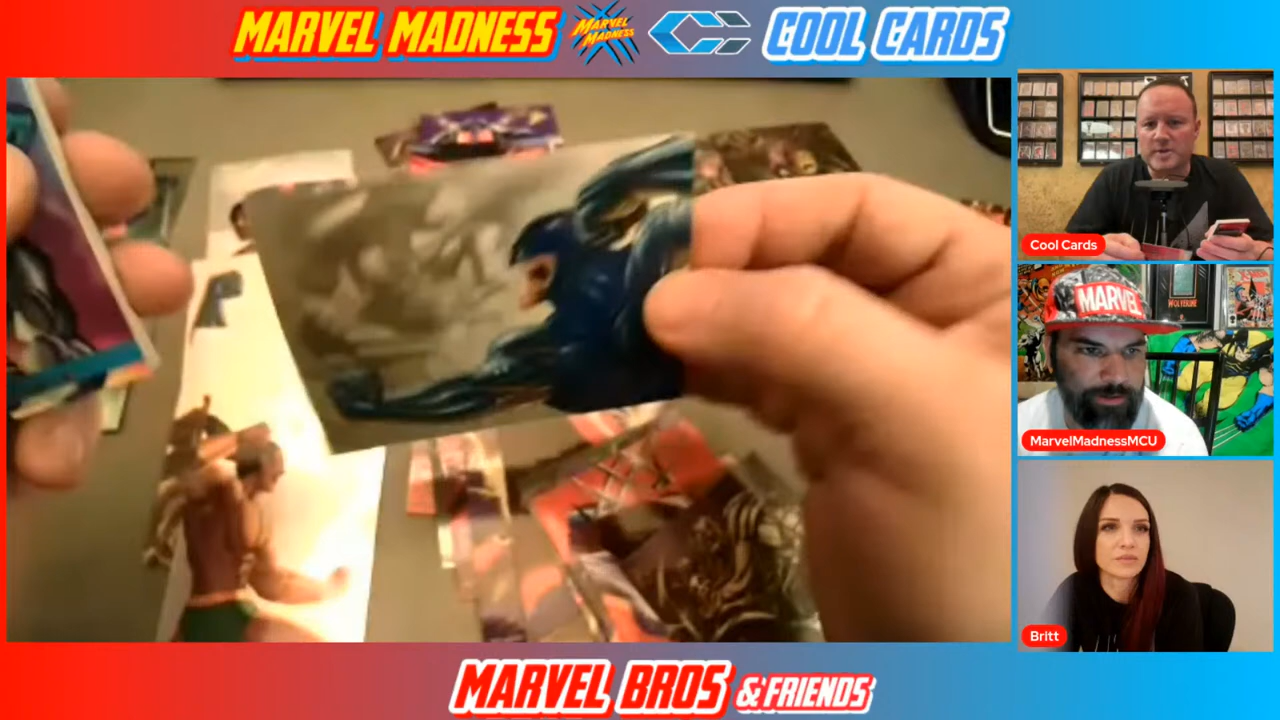 MARVEL MADNESS
MARVEL
MADNESS
COOL CARDS
Cool Cards
MARVEL
WOLVERINE
MarvelMadnessMCU
Britt
MARVEL BROS & FRIENDS